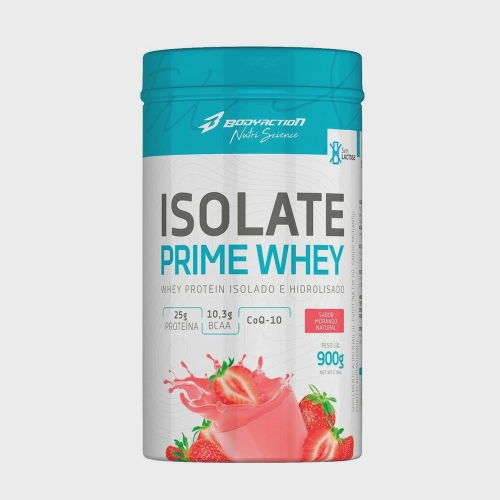 BODYACTION
Nutri Science
Sem
LACTOSE
ISOLATE
PRIME WHEY
WHEY PROTEIN ISOLADO E HIDROLISADO
25g
PROTEÍNA
10,3g
BCAA
CoQ-10
SABOR
MORANGO
NATURAL
PESO LÍQ.
900g